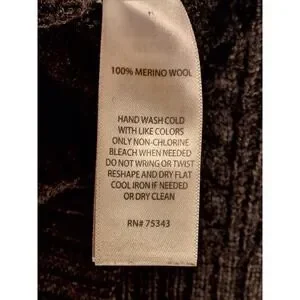 100% MERINO WOOL
HAND WASH COLD
WITH LIKE COLORS
ONLY NON-CHLORINE
BLEACH WHEN NEEDED
DO NOT WRING OR TWIST
RESHAPE AND DRY FLAT
COOL IRON IF NEEDED
OR DRY CLEAN
RN# 75343